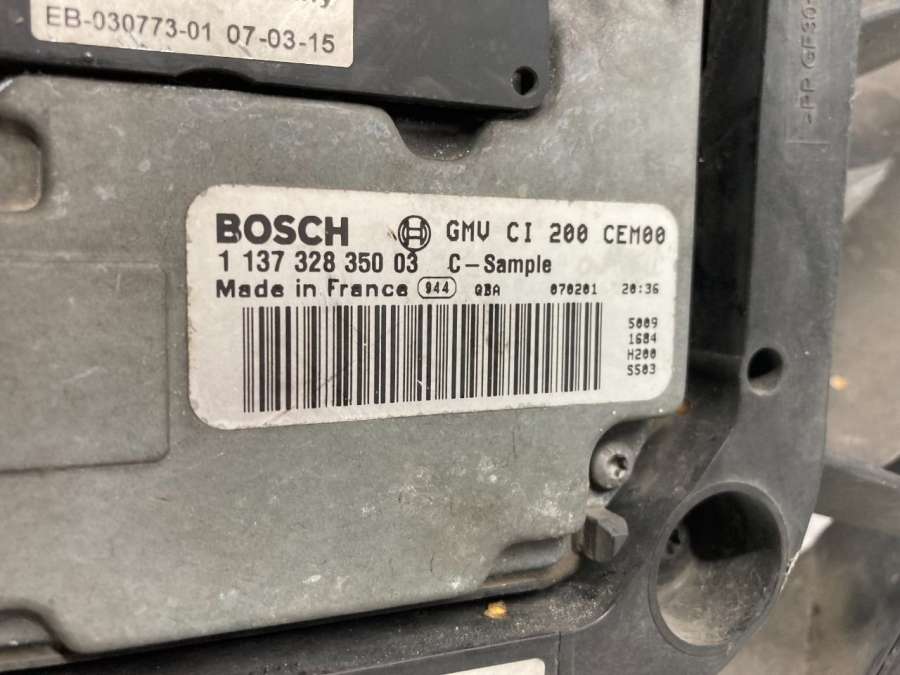 EB-030773-01 07-03-15
BOSCH GMV CI 200 CEM00
1 137 328 350 03 C-Sample
Made in France 944 QBA 070201 20:36
5009
1604
H200
S503